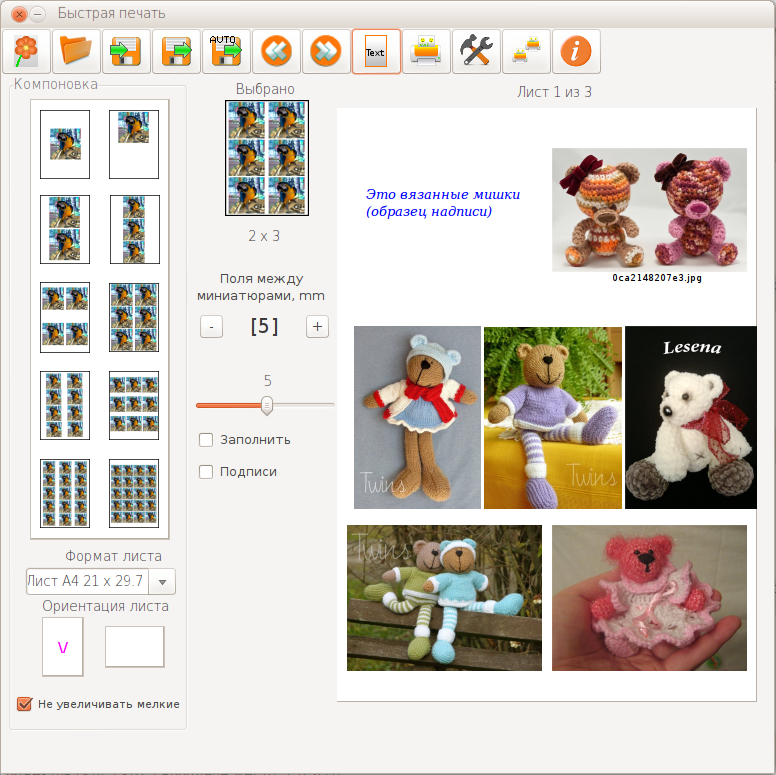 Быстрая печать
AUTO
Text
Компоновка
Выбрано
2 x 3
Поля между
миниатюрами, mm
-
[5]
+
5
Заполнить
Подписи
Формат листа
Лист A4 21 x 29.7
Ориентация листа
V
Не увеличивать мелкие
Лист 1 из 3
Это вязанные мишки
(образец надписи)
0ca2148207e3.jpg
Twins
Twins
Lesena
Twins